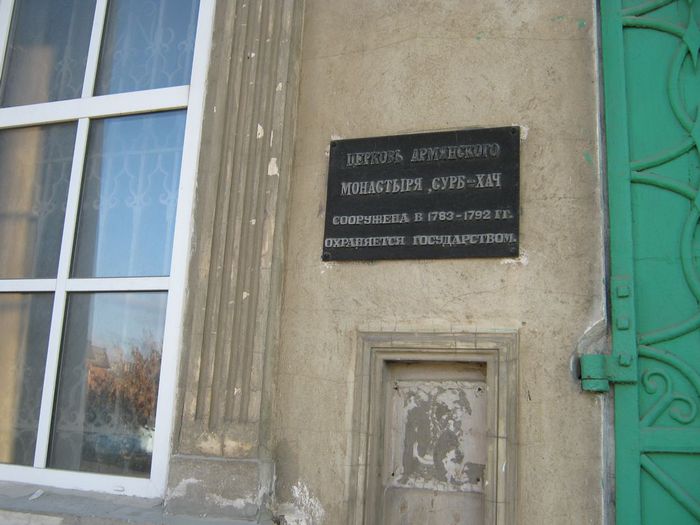 ЦЕРКОВЬ АРМЯНСКОГО
МОНАСТЫРЯ „СУРБ-ХАЧ
СООРУЖЕНА В 1783-1792 ГГ.
ОХРАНЯЕТСЯ ГОСУДАРСТВОМ.